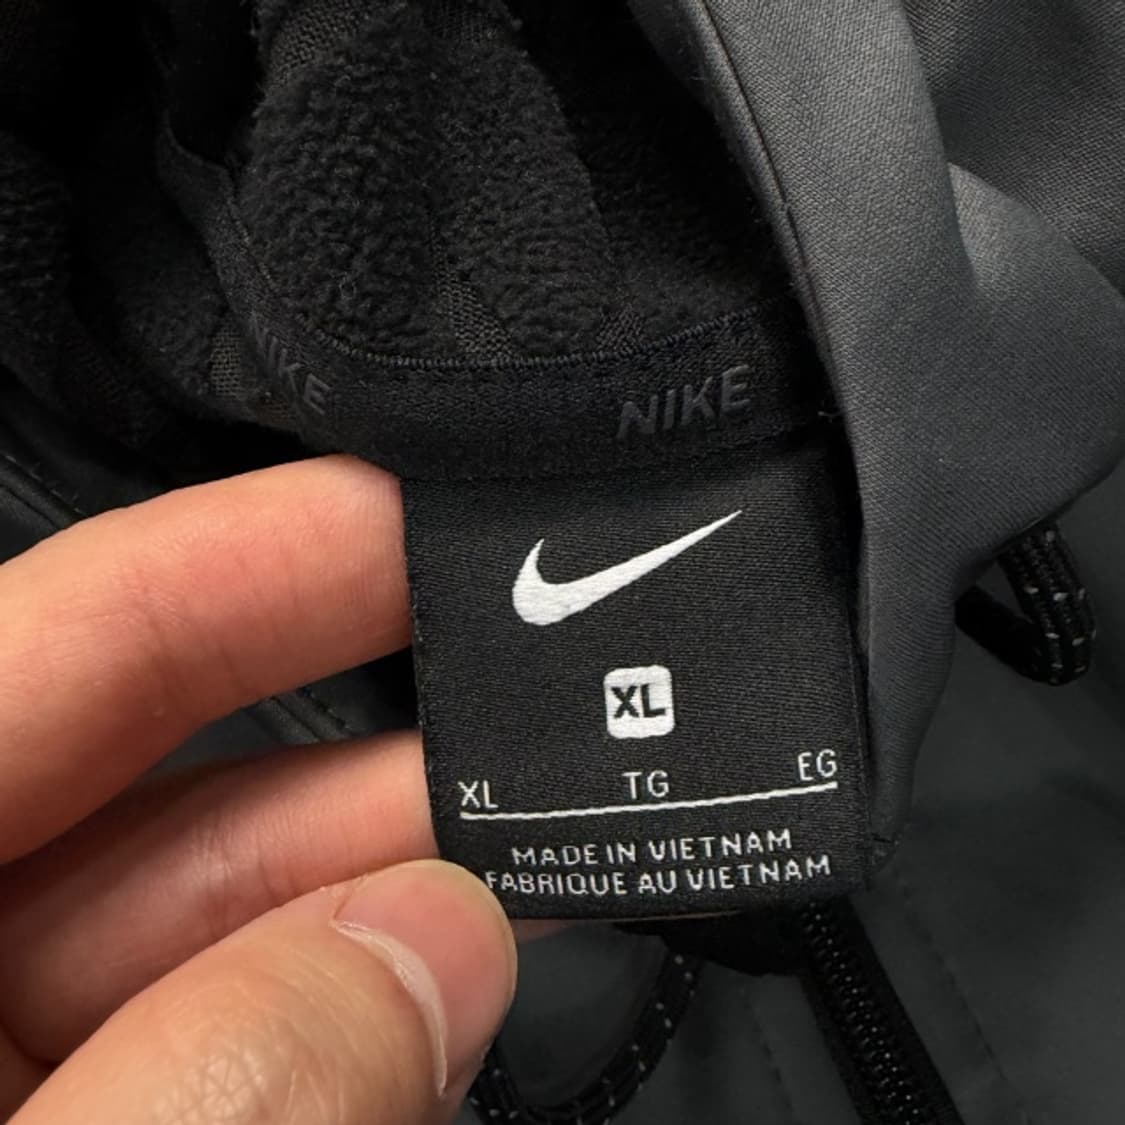 NIKE
NIKE
XL
XL TG EG
MADE IN VIETNAM
FABRIQUE AU VIETNAM